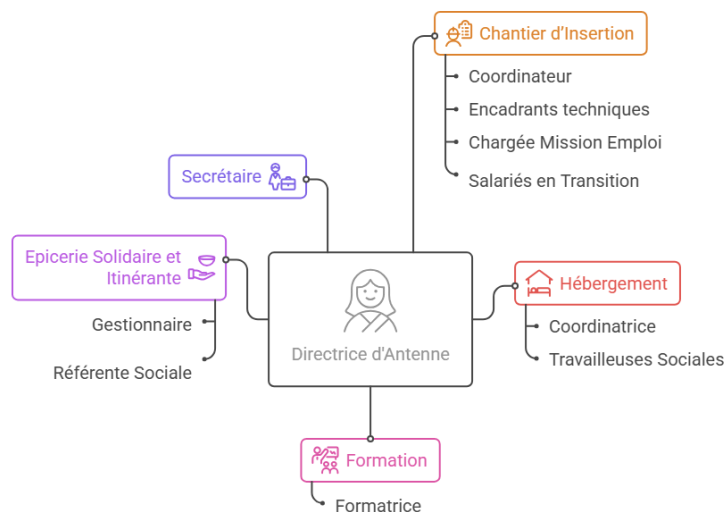 Chantier d'Insertion
Coordinateur
Encadrants techniques
Chargée Mission Emploi
Salariés en Transition
Secrétaire
Epicerie Solidaire et
Itinérante
Gestionnaire
Référente Sociale
Directrice d'Antenne
Hébergement
Coordinatrice
Travailleuses Sociales
Formation
Formatrice